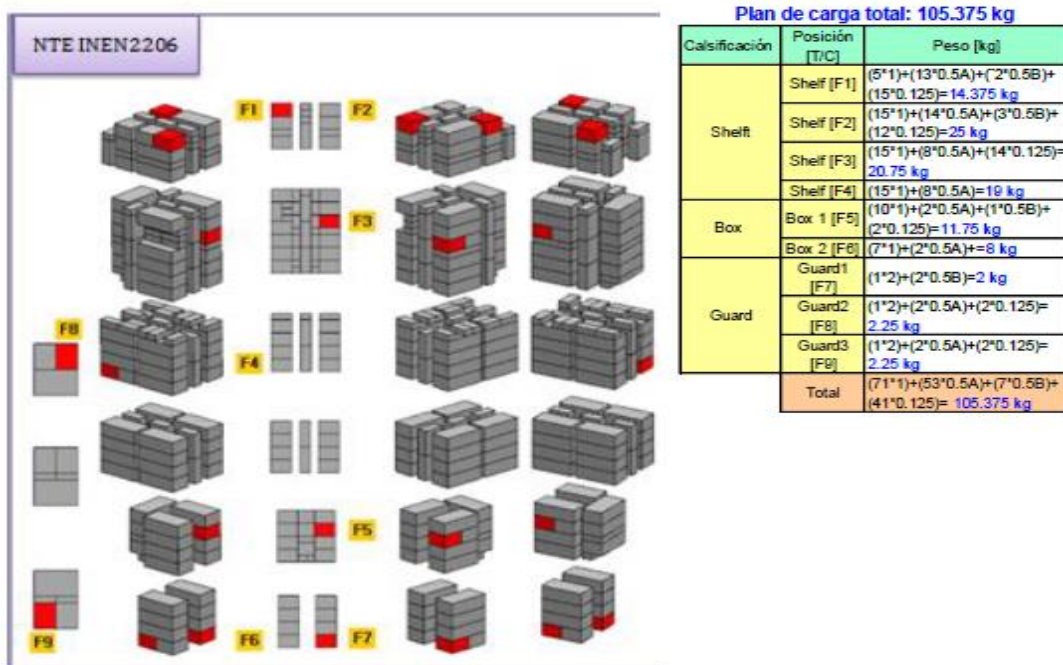 NTE INEN2206
F1
F2
F3
F8
F4
F5
F9
F6
F7
Plan de carga total: 105.375 kg
Calsificación
Posición
[T/C]
Peso [kg]
Shelft
Shelf [F1]
(5*1)+(13*0.5A)+(˜2*0.5B)+
(15*0.125)=14.375 kg
Shelf [F2]
(15*1)+(14*0.5A)+(3*0.5B)+
(12*0.125)=25 kg
Shelf [F3]
(15*1)+(8*0.5A)+(14*0.125)=
20.75 kg
Shelf [F4]
(15*1)+(8*0.5A)=19 kg
Box
Box 1 [F5]
(10*1)+(2*0.5A)+(1*0.5B)+
(2*0.125)=11.75 kg
Box 2 [F6]
(7*1)+(2*0.5A)+=8 kg
Guard
Guard1
[F7]
(1*2)+(2*0.5B)=2 kg
Guard2
[F8]
(1*2)+(2*0.5A)+(2*0.125)=
2.25 kg
Guard3
[F9]
(1*2)+(2*0.5A)+(2*0.125)=
2.25 kg
Total
(71*1)+(53*0.5A)+(7*0.5B)+
(41*0.125)= 105.375 kg